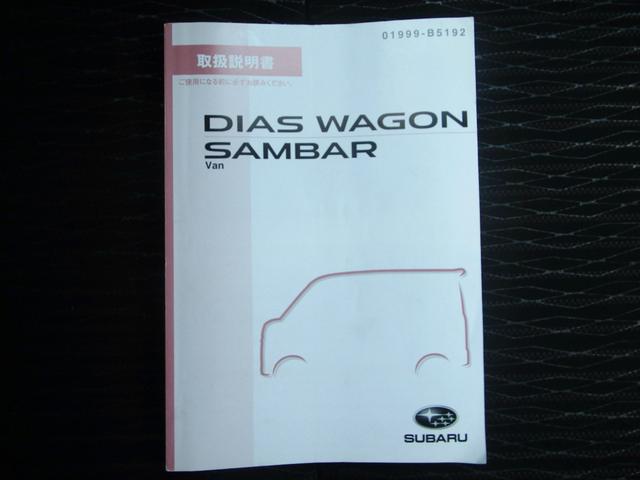 01999-B5192
取扱説明書
ご使用になる前に必ずお読みください。
DIAS WAGON
SAMBAR
Van
SUBARU